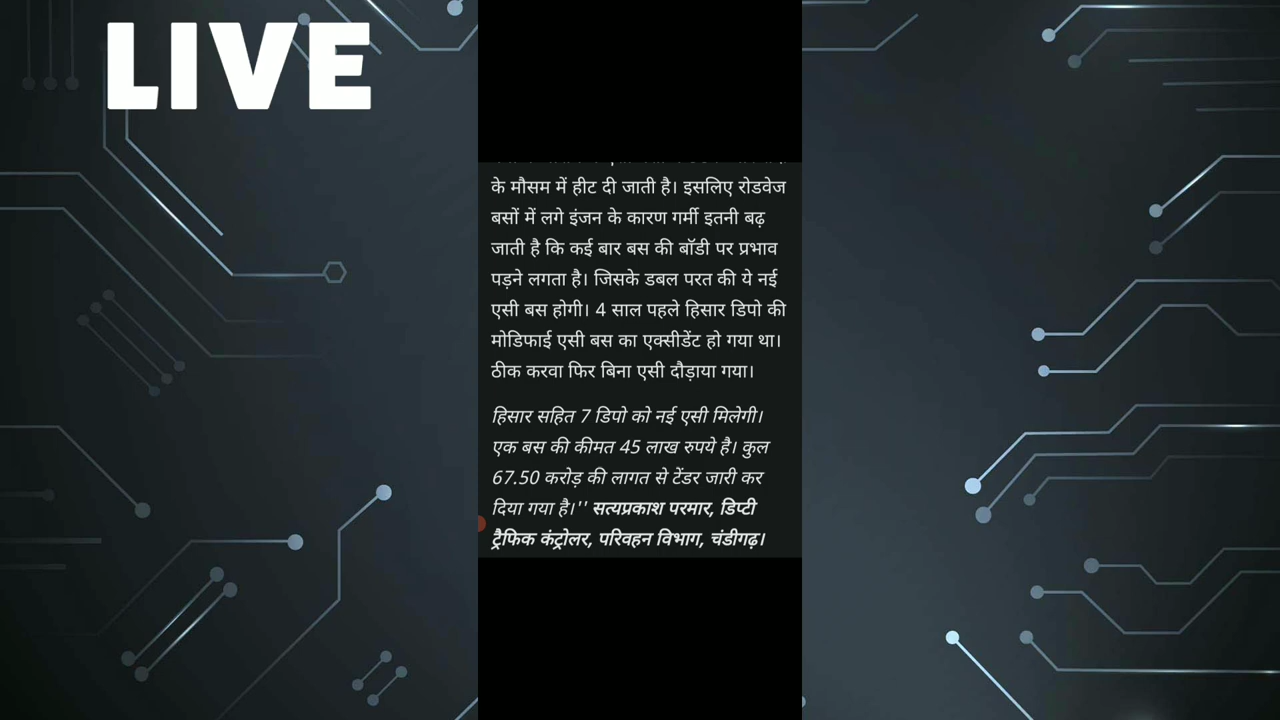 LIVE
के मौसम में हीट दी जाती है। इसलिए रोडवेज
बसों में लगे इंजन के कारण गर्मी इतनी बढ़
जाती है कि कई बार बस की बॉडी पर प्रभाव
पड़ने लगता है। जिसके डबल परत की ये नई
एसी बस होगी। 4 साल पहले हिसार डिपो की
मोडिफाई एसी बस का एक्सीडेंट हो गया था।
ठीक करवा फिर बिना एसी दौड़ाया गया।
हिसार सहित 7 डिपो को नई एसी मिलेगी।
एक बस की कीमत 45 लाख रुपये है। कुल
67.50 करोड़ की लागत से टेंडर जारी कर
दिया गया है।'' सत्यप्रकाश परमार, डिप्टी
ट्रैफिक कंट्रोलर, परिवहन विभाग, चंडीगढ़।